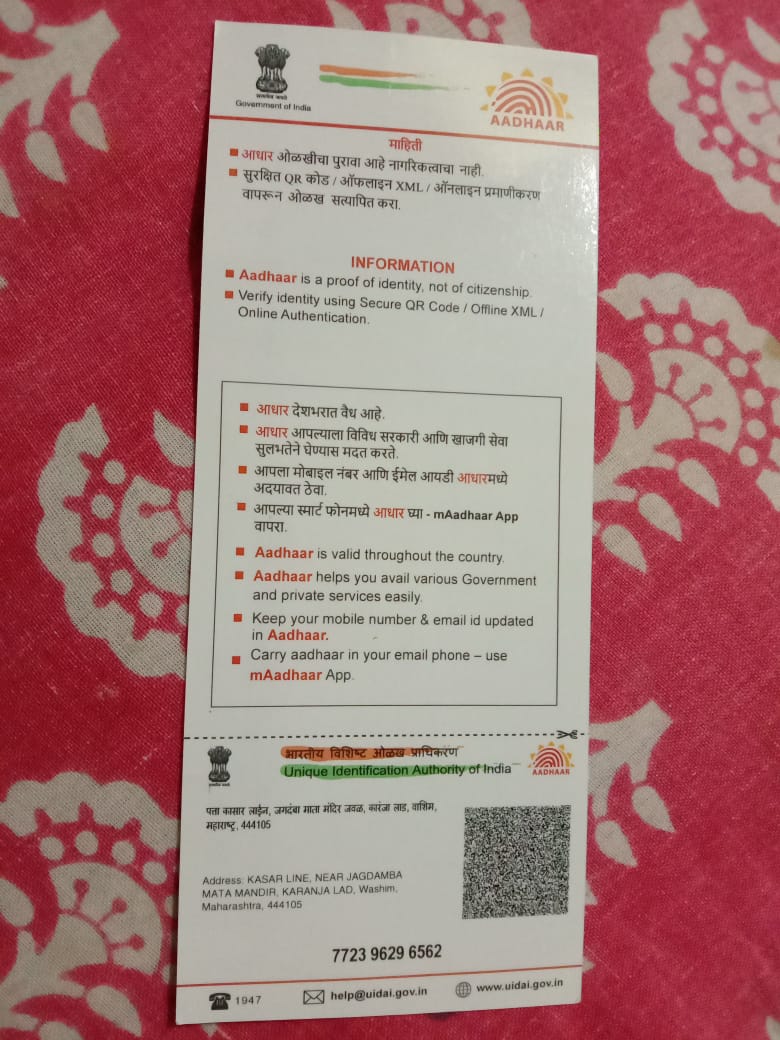 सत्यमेव जयते
Government of India
AADHAAR
माहिती
आधार ओळखीचा पुरावा आहे नागरिकत्वाचा नाही.
सुरक्षित QR कोड / ऑफलाइन XML / ऑनलाइन प्रमाणीकरण
वापरून ओळख सत्यापित करा.
INFORMATION
Aadhaar is a proof of identity, not of citizenship.
Verify identity using Secure QR Code / Offline XML /
Online Authentication.
आधार देशभरात वैध आहे.
आधार आपल्याला विविध सरकारी आणि खाजगी सेवा
सुलभतेने घेण्यास मदत करते.
आपला मोबाइल नंबर आणि ईमेल आयडी आधारमध्ये
अदयावत ठेवा.
आपल्या स्मार्ट फोनमध्ये आधार घ्या - mAadhaar App
वापरा.
Aadhaar is valid throughout the country.
Aadhaar helps you avail various Government
and private services easily.
Keep your mobile number & email id updated
in Aadhaar.
Carry aadhaar in your email phone – use
mAadhaar App.
भारतीय विशिष्ट ओळख प्राधिकरण
Unique Identification Authority of India
AADHAAR
पत्ता कासार लाईन, जगदंबा माता मंदिर जवळ, कारंजा लाड, वाशिम,
महाराष्ट्र, 444105
Address: KASAR LINE, NEAR JAGDAMBA
MATA MANDIR, KARANJA LAD, Washim,
Maharashtra, 444105
7723 9629 6562
1947
help@uidai.gov.in
www.uidai.gov.in